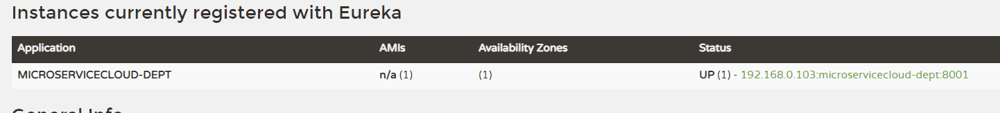 Instances currently registered with Eureka
Application AMIs Availability Zones Status
MICROSERVICECLOUD-DEPT n/a (1) (1) UP (1) - 192.168.0.103:microservicecloud-dept:8001
General Info